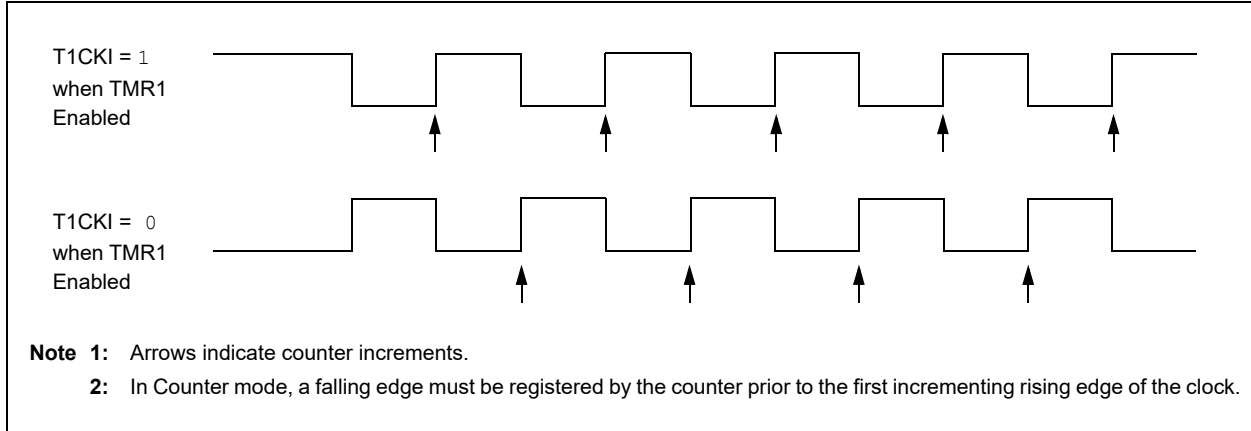 T1CKI = 1
when TMR1
Enabled
T1CKI = 0
when TMR1
Enabled
Note 1: Arrows indicate counter increments.
2: In Counter mode, a falling edge must be registered by the counter prior to the first incrementing rising edge of the clock.